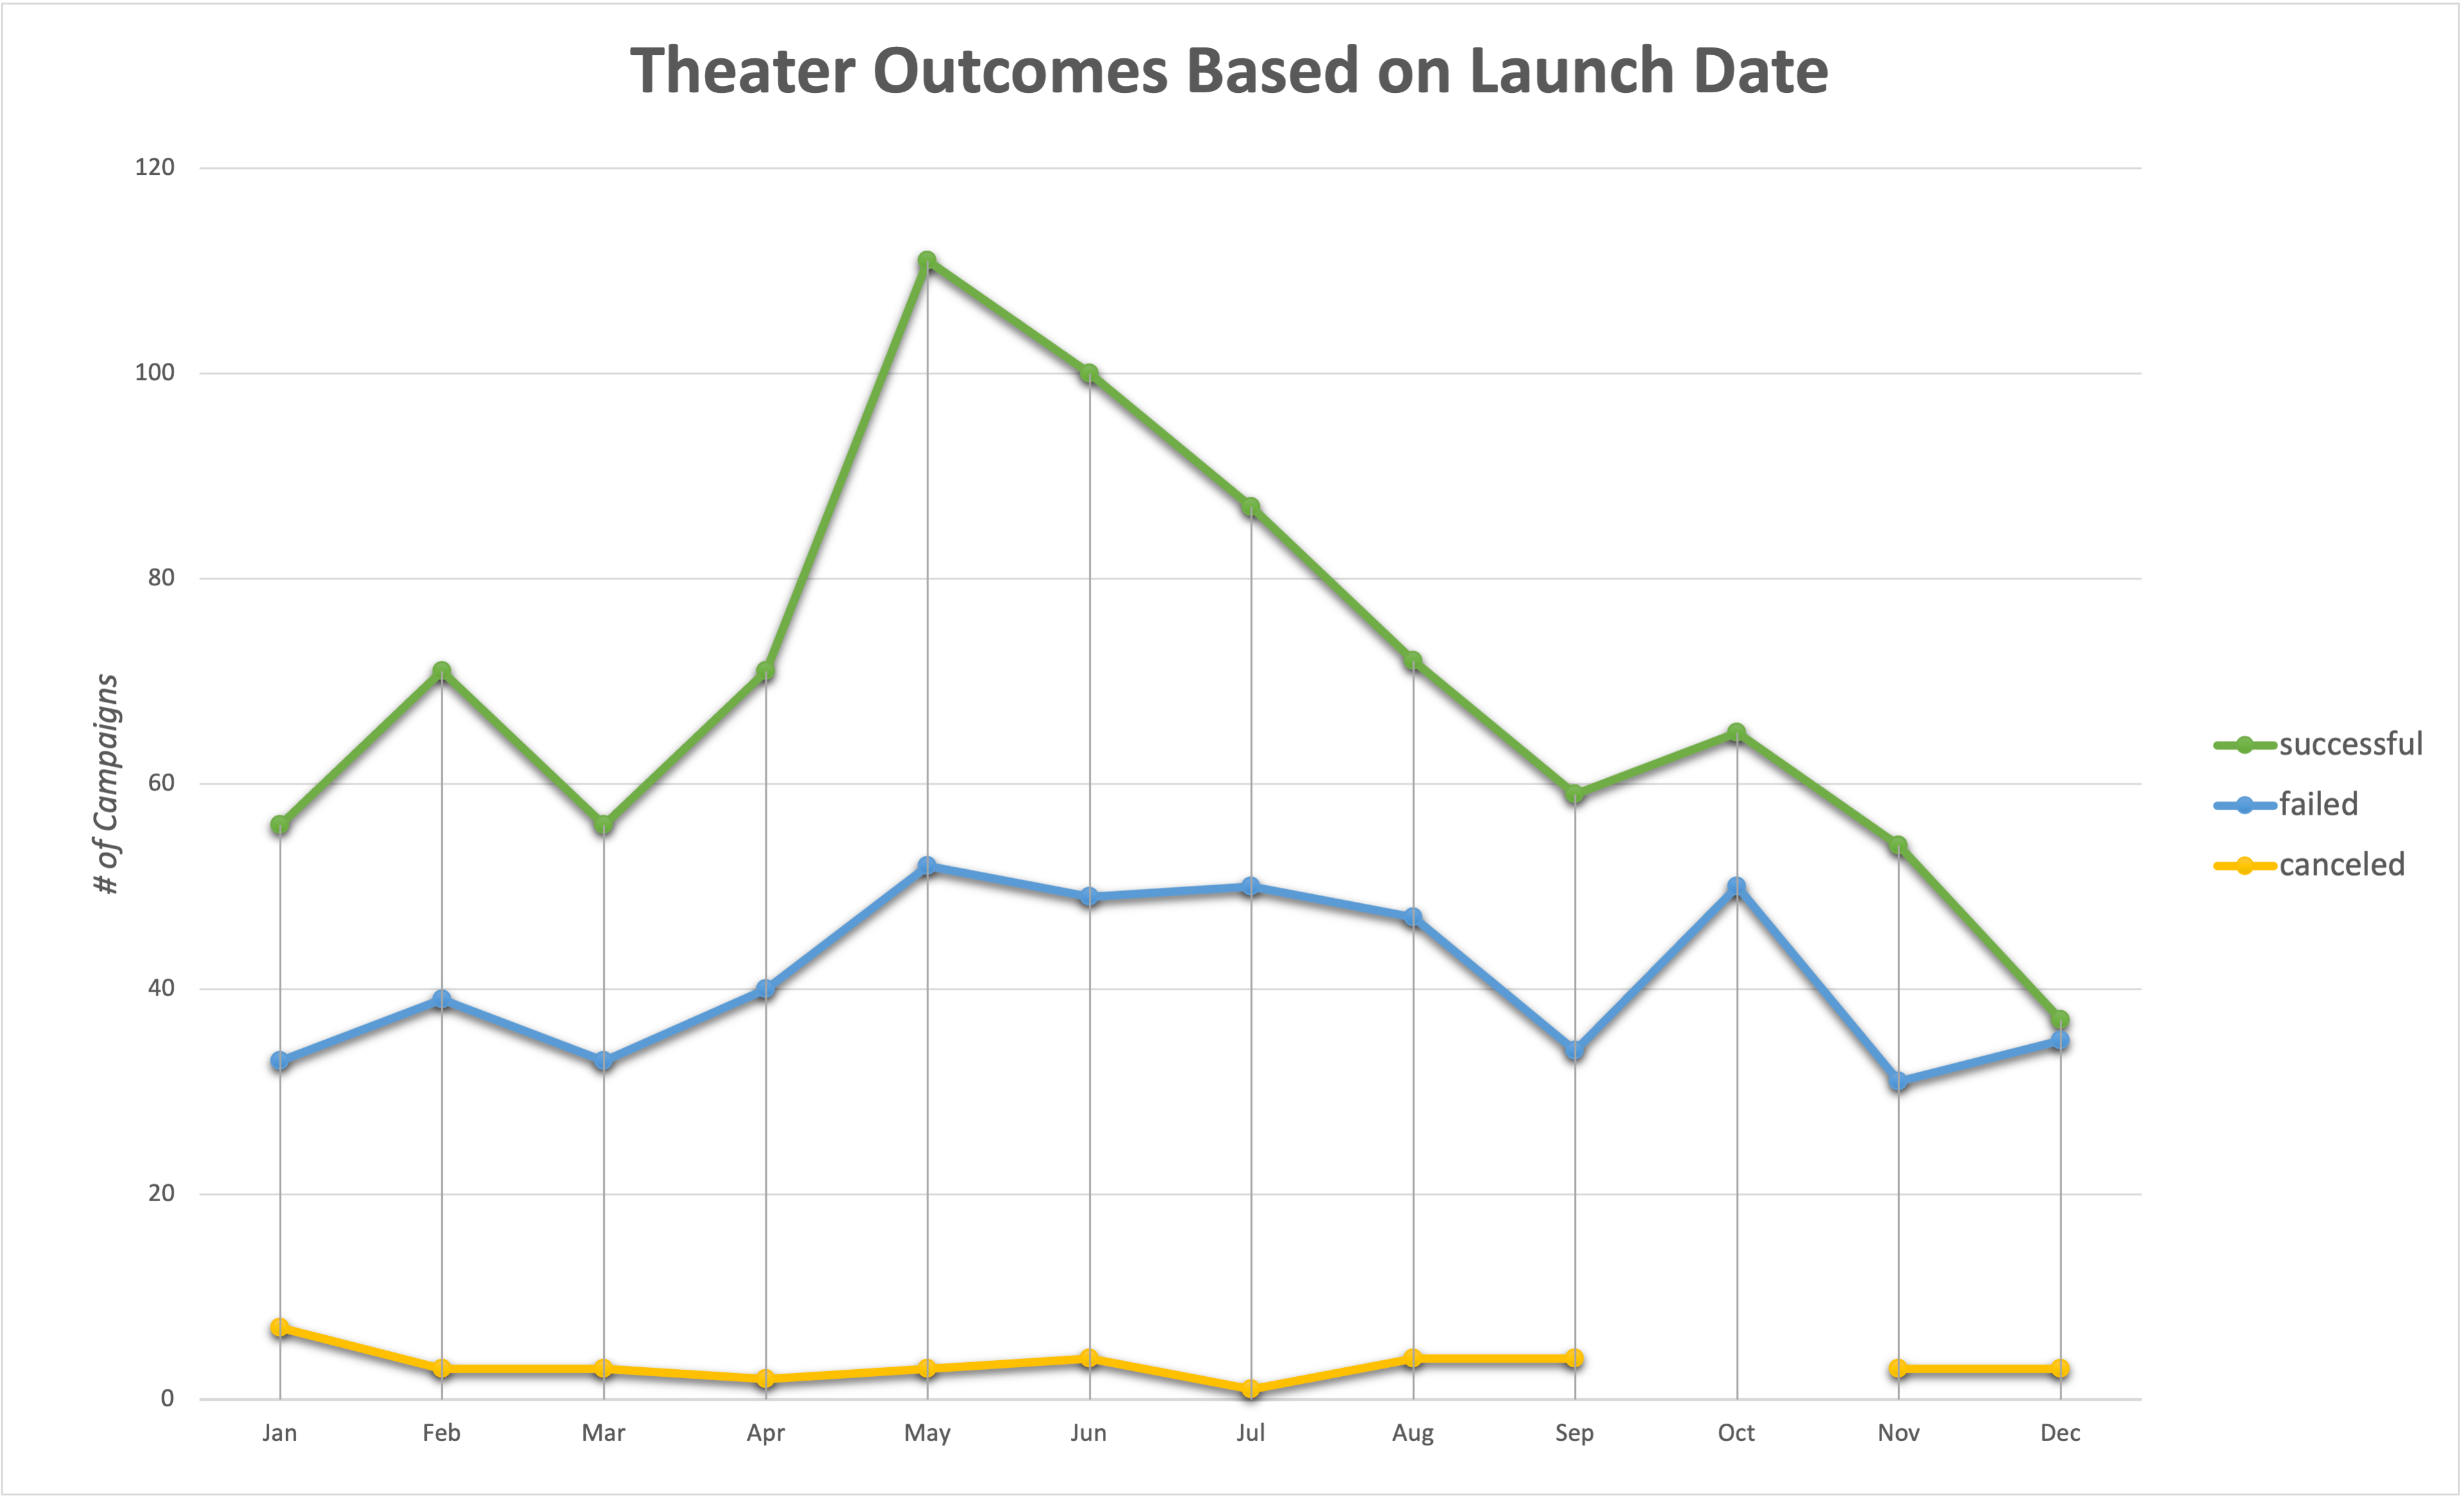 Theater Outcomes Based on Launch Date
120
100
80
60
40
20
0
# of Campaigns
Jan Feb Mar Apr May Jun Jul Aug Sep Oct Nov Dec
successful
failed
canceled